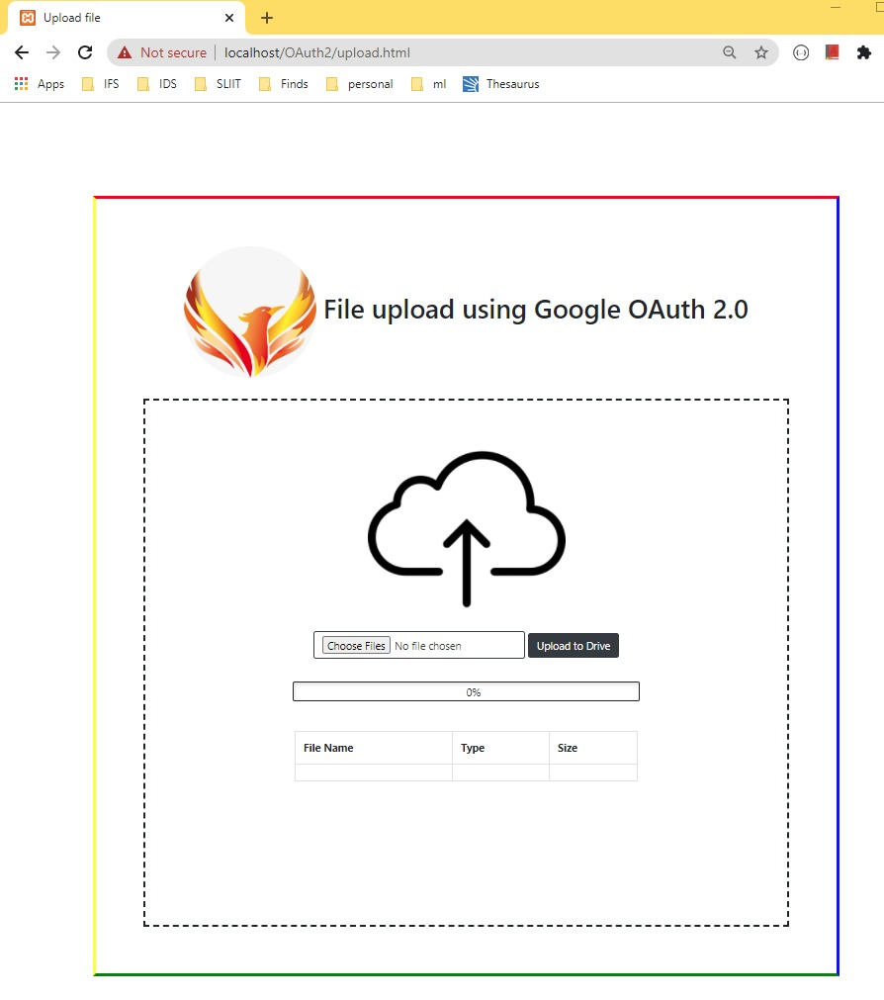 Upload file
Not secure | localhost/OAuth2/upload.html
Apps IFS IDS SLIIT Finds personal ml Thesaurus
File upload using Google OAuth 2.0
Choose Files No file chosen Upload to Drive
0%
File Name Type Size